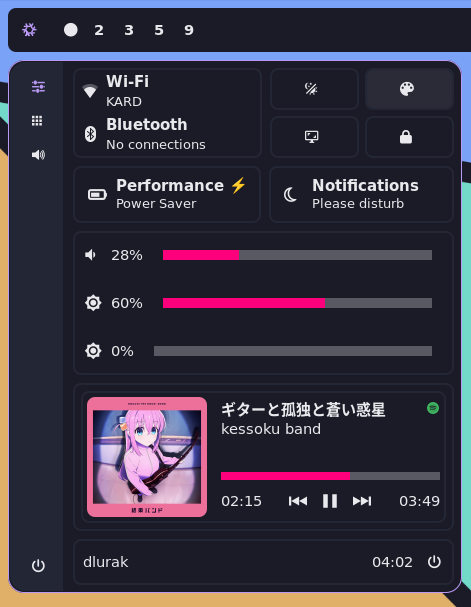 2 3 5 9
Wi-Fi
KARD
Bluetooth
No connections
Performance ⚡
Power Saver
Notifications
Please disturb
28%
60%
0%
ギターと孤独と蒼い惑星
kessoku band
02:15
03:49
結束バンド
dlurak
04:02